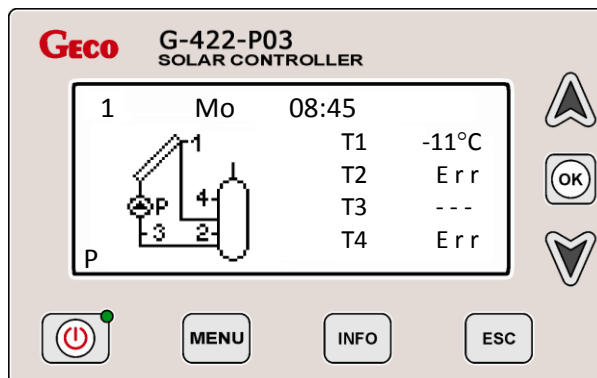 GECO G-422-P03
SOLAR CONTROLLER
1 Mo 08:45
T1 -11°C
T2 Err
T3 ---
T4 Err
1
P 4
3 2
P
OK
MENU INFO ESC